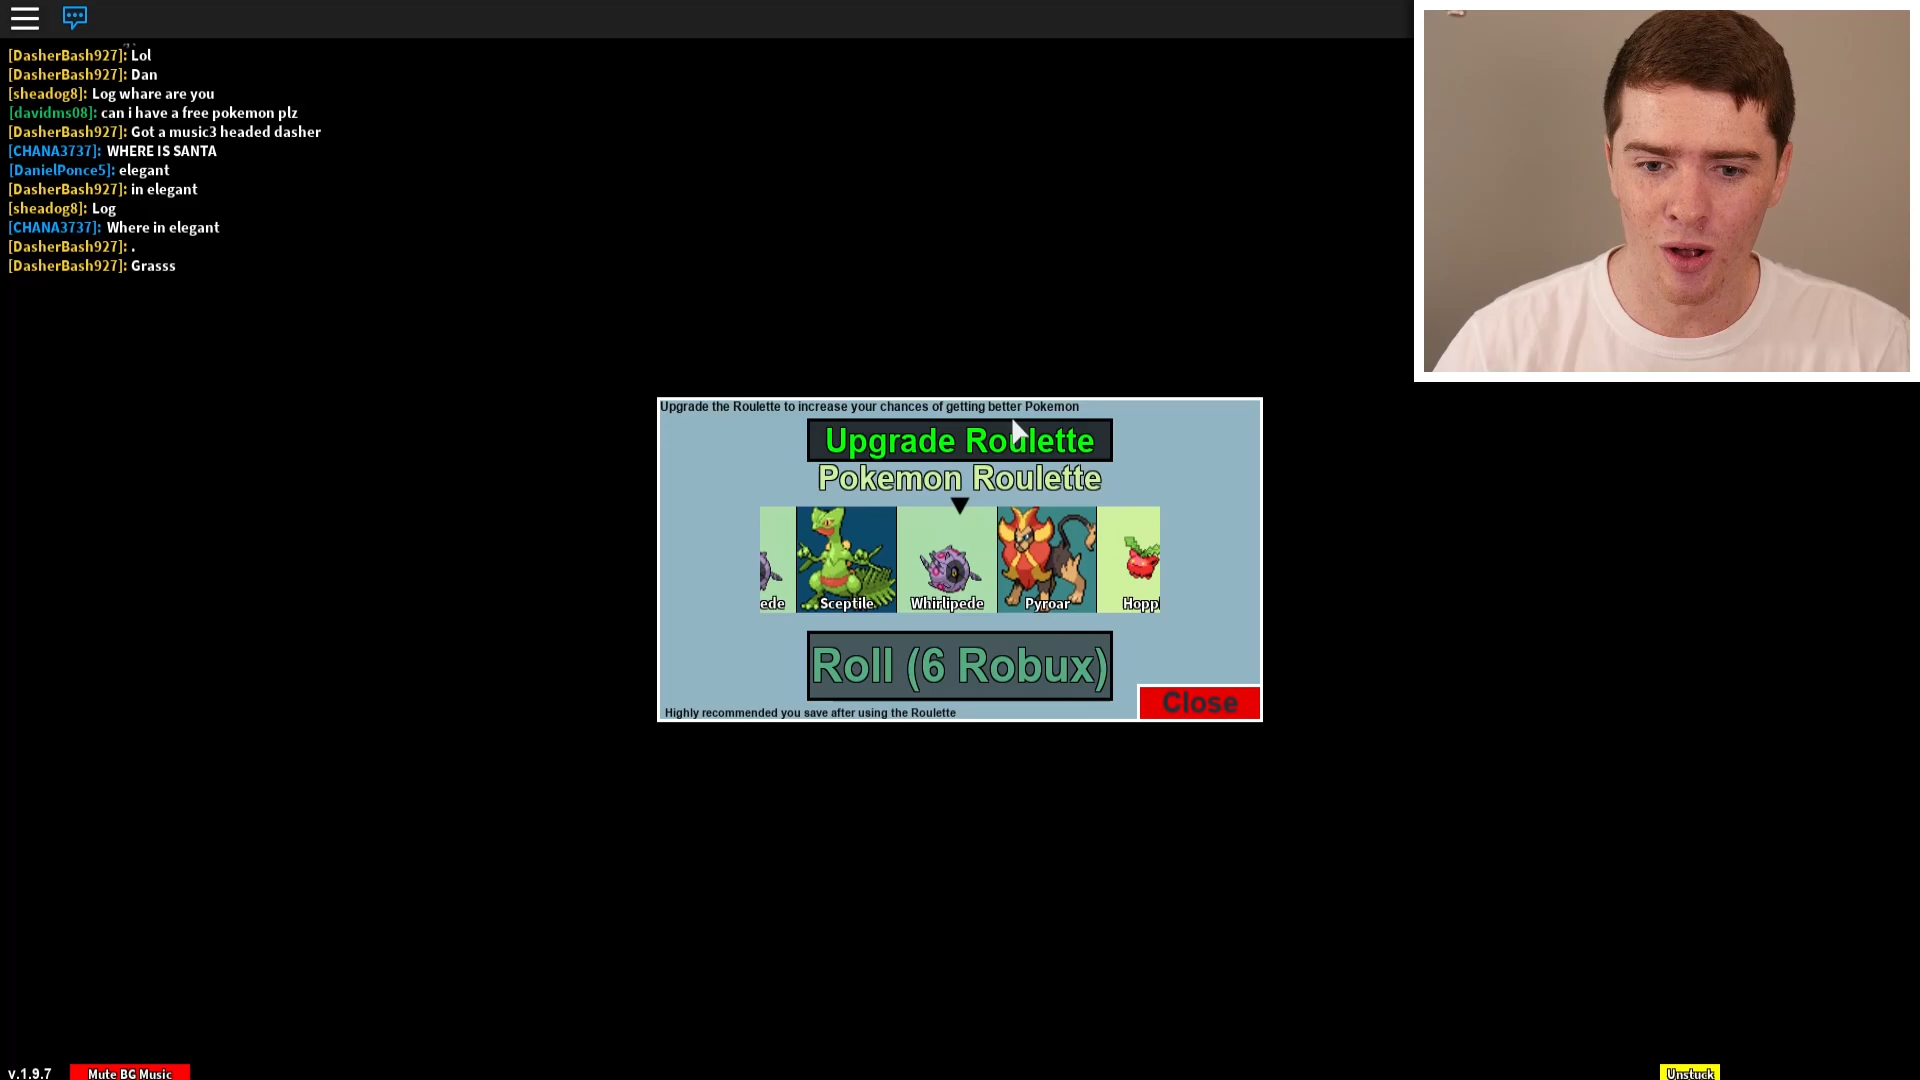 [DasherBash927]: Lol
[DasherBash927]: Dan
[sheadog8]: Log whare are you
[davidms08]: can i have a free pokemon plz
[DasherBash927]: Got a music3 headed dasher
[CHANA3737]: WHERE IS SANTA
[DanielPonce5]: elegant
[DasherBash927]: in elegant
[sheadog8]: Log
[CHANA3737]: Where in elegant
[DasherBash927]: .
[DasherBash927]: Grasss
Upgrade the Roulette to increase your chances of getting better Pokemon
Upgrade Roulette
Pokemon Roulette
ede Sceptile Whirlipede Pyroar Hopp
Roll (6 Robux)
Close
Highly recommended you save after using the Roulette
v.1.9.7 Mute BG Music Unstuck